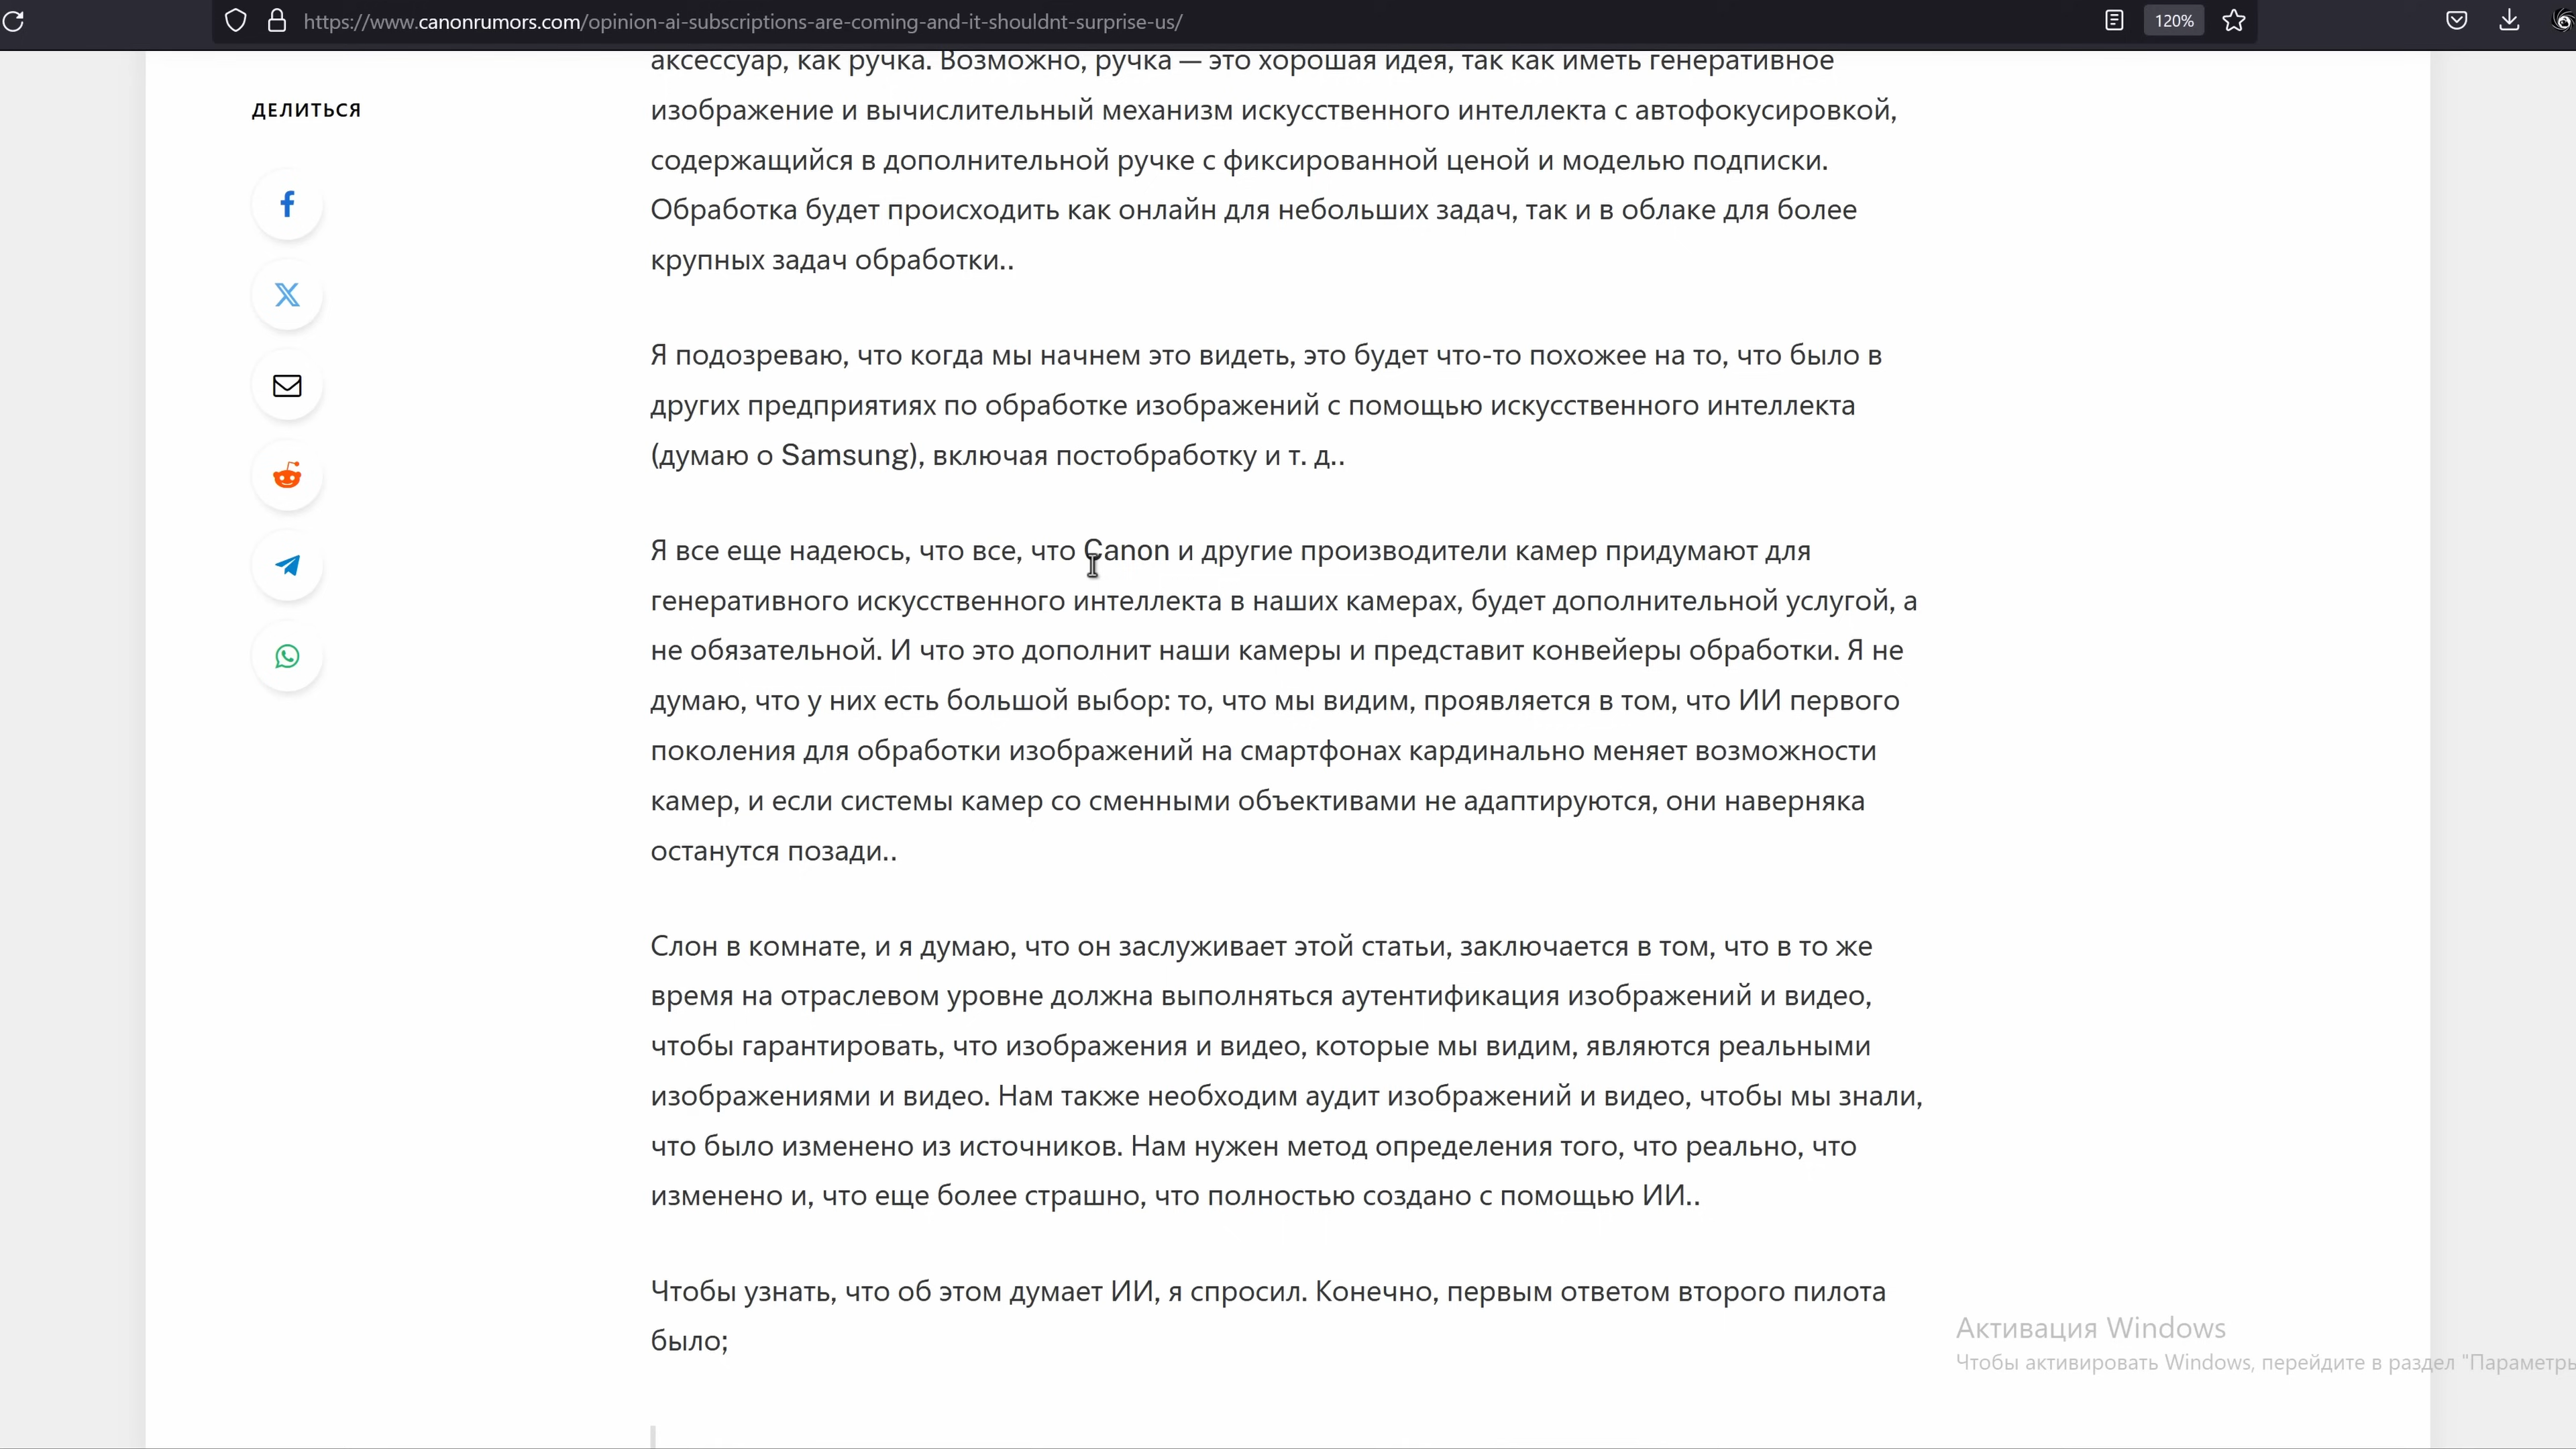 https://www.canonrumors.com/opinion-ai-subscriptions-are-coming-and-it-shouldnt-surprise-us/
120%
аксессуар, как ручка. Возможно, ручка — это хорошая идея, так как иметь генеративное
ДЕЛИТЬСЯ
изображение и вычислительный механизм искусственного интеллекта с автофокусировкой,
содержащийся в дополнительной ручке с фиксированной ценой и моделью подписки.
Обработка будет происходить как онлайн для небольших задач, так и в облаке для более
крупных задач обработки..
Я подозреваю, что когда мы начнем это видеть, это будет что-то похожее на то, что было в
других предприятиях по обработке изображений с помощью искусственного интеллекта
(думаю о Samsung), включая постобработку и т. д..
Я все еще надеюсь, что все, что Canon и другие производители камер придумают для
генеративного искусственного интеллекта в наших камерах, будет дополнительной услугой, а
не обязательной. И что это дополнит наши камеры и представит конвейеры обработки. Я не
думаю, что у них есть большой выбор: то, что мы видим, проявляется в том, что ИИ первого
поколения для обработки изображений на смартфонах кардинально меняет возможности
камер, и если системы камер со сменными объективами не адаптируются, они наверняка
останутся позади..
Слон в комнате, и я думаю, что он заслуживает этой статьи, заключается в том, что в то же
время на отраслевом уровне должна выполняться аутентификация изображений и видео,
чтобы гарантировать, что изображения и видео, которые мы видим, являются реальными
изображениями и видео. Нам также необходим аудит изображений и видео, чтобы мы знали,
что было изменено из источников. Нам нужен метод определения того, что реально, что
изменено и, что еще более страшно, что полностью создано с помощью ИИ..
Чтобы узнать, что об этом думает ИИ, я спросил. Конечно, первым ответом второго пилота
было;
Активация Windows
Чтобы активировать Windows, перейдите в раздел "Параметры